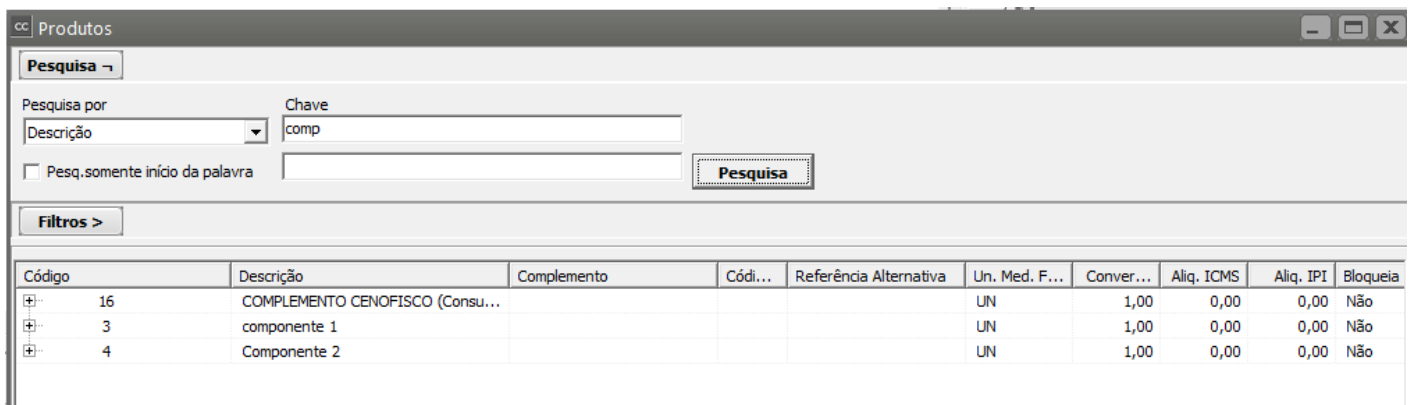 cc Produtos
Pesquisa ¬
Pesquisa por Chave
Descrição comp
Pesq.somente início da palavra Pesquisa
Filtros >
Código Descrição Complemento Códi... Referência Alternativa Un. Med. F... Conver... Aliq. ICMS Aliq. IPI Bloqueia
16 COMPLEMENTO CENOFISCO (Consu... UN 1,00 0,00 0,00 Não
3 componente 1 UN 1,00 0,00 0,00 Não
4 Componente 2 UN 1,00 0,00 0,00 Não